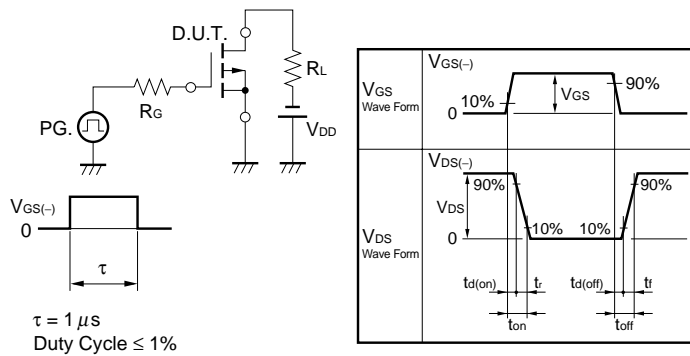 D.U.T.
RL
RG
PG.
VDD
VGS(−)
0
τ
τ = 1 μs
Duty Cycle ≤ 1%
VGS
Wave Form
VGS(−)
10%
0
VGS
90%
VDS
Wave Form
VDS(−)
90%
VDS
0
10%
10%
90%
td(on)
tr
td(off)
tf
ton
toff